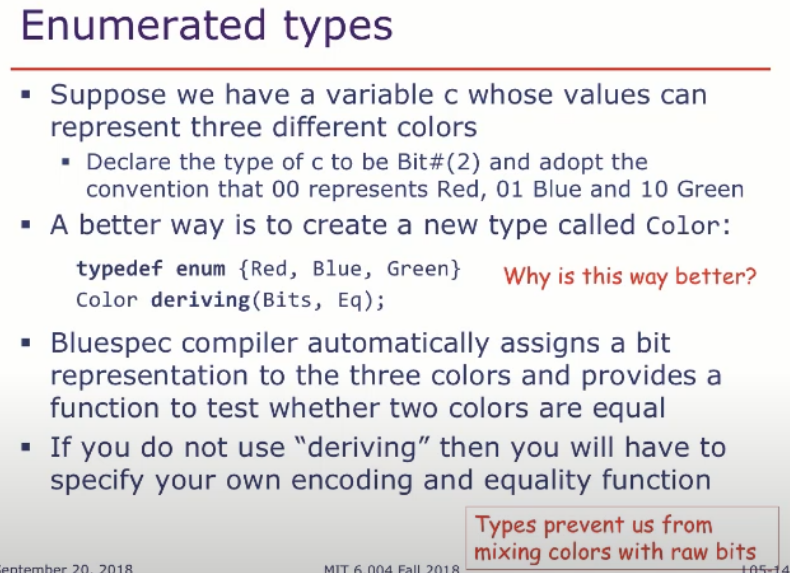 Enumerated types
▪ Suppose we have a variable c whose values can
represent three different colors
▪ Declare the type of c to be Bit#(2) and adopt the
convention that 00 represents Red, 01 Blue and 10 Green
▪ A better way is to create a new type called Color:
typedef enum {Red, Blue, Green}
Color deriving(Bits, Eq);
Why is this way better?
▪ Bluespec compiler automatically assigns a bit
representation to the three colors and provides a
function to test whether two colors are equal
▪ If you do not use “deriving” then you will have to
specify your own encoding and equality function
Types prevent us from
mixing colors with raw bits
September 20, 2018 MIT 6.004 Fall 2018 L05-14